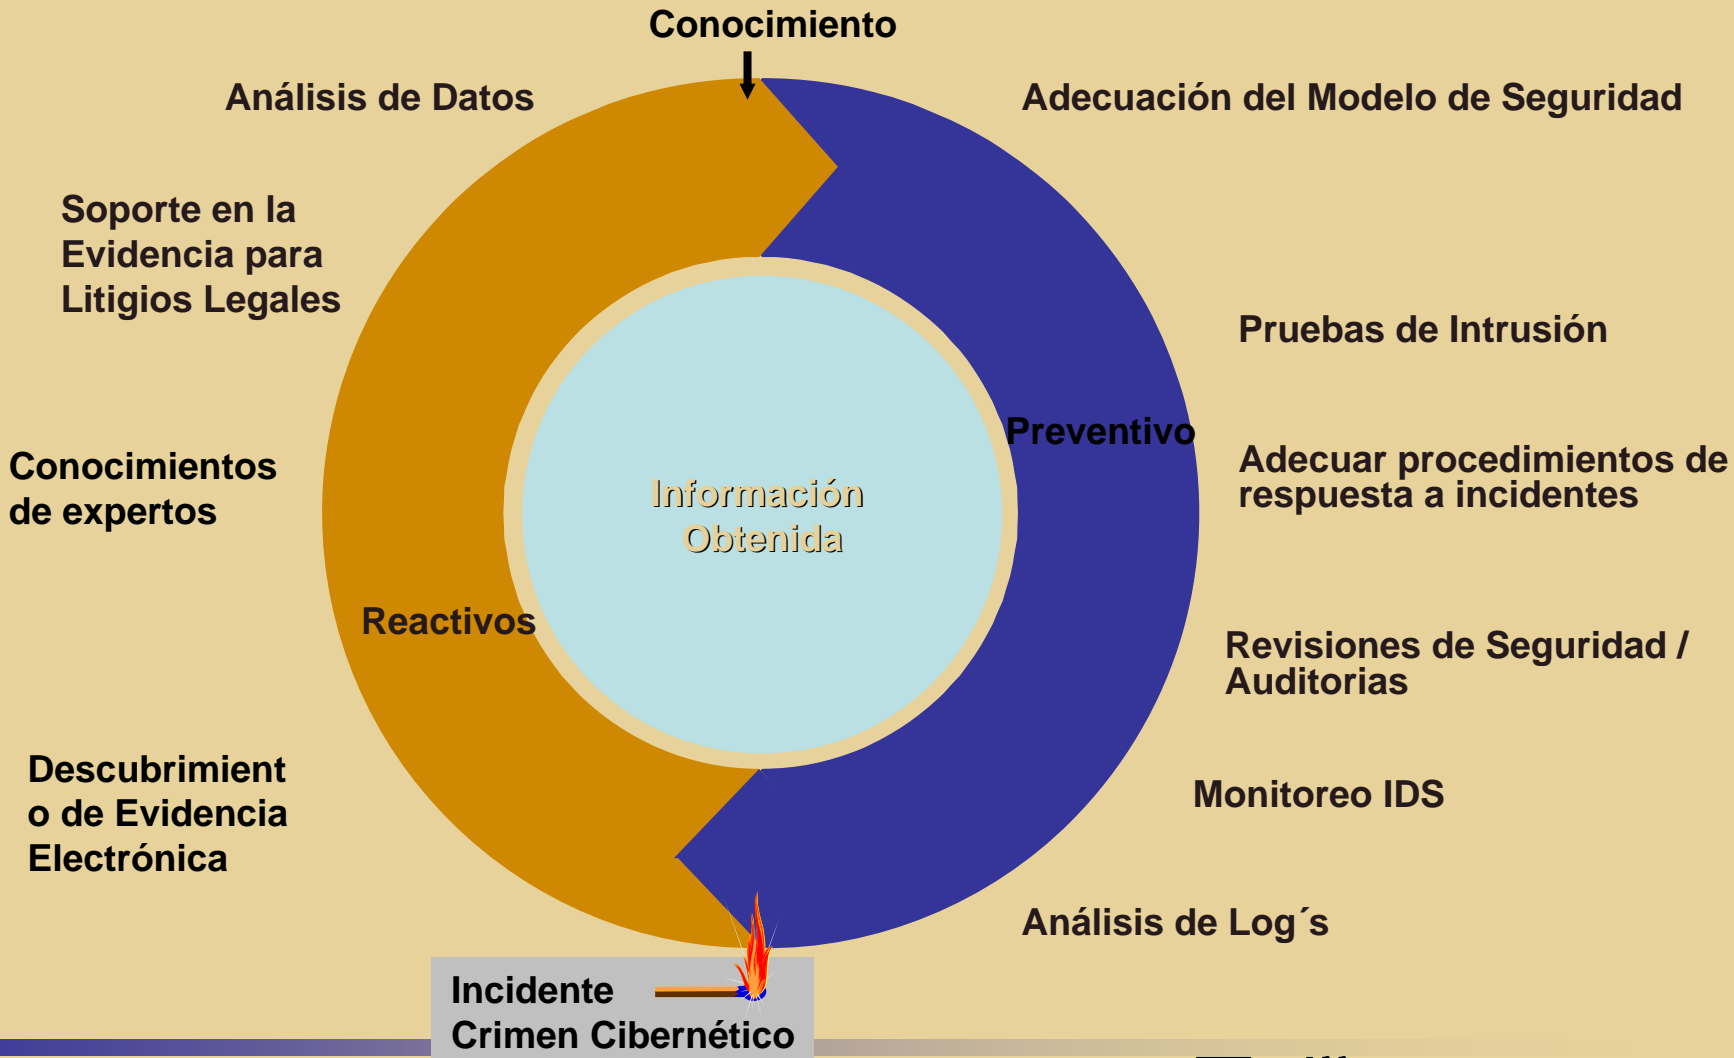 Conocimiento
Análisis de Datos
Adecuación del Modelo de Seguridad
Soporte en la
Evidencia para
Litigios Legales
Pruebas de Intrusión
Preventivo
Conocimientos
de expertos
Adecuar procedimientos de
respuesta a incidentes
Información
Obtenida
Reactivos
Revisiones de Seguridad /
Auditorias
Descubrimient
o de Evidencia
Electrónica
Monitoreo IDS
Análisis de Log´s
Incidente
Crimen Cibernético